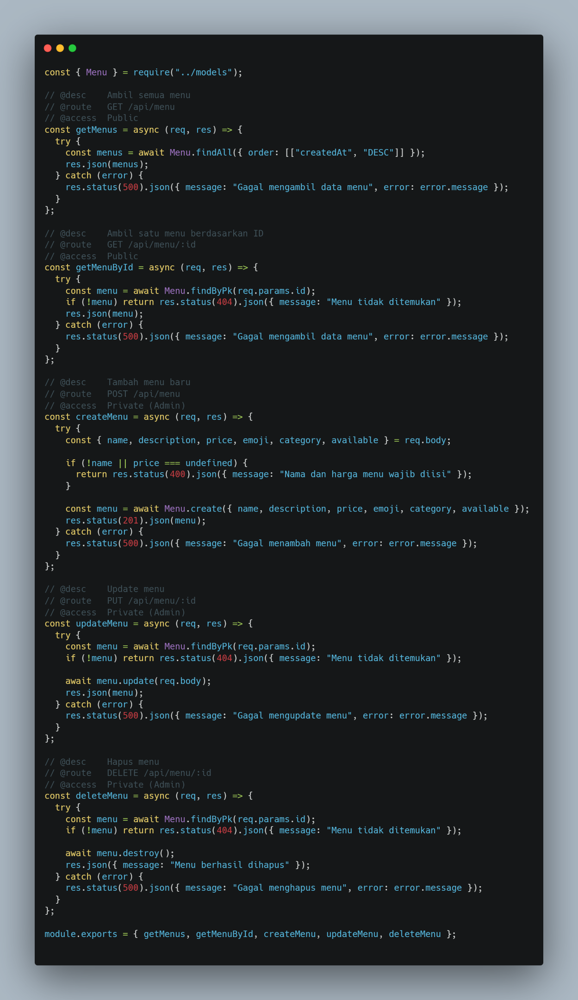 const { Menu } = require("../models");

// @desc    Ambil semua menu
// @route   GET /api/menu
// @access  Public
const getMenus = async (req, res) => {
  try {
    const menus = await Menu.findAll({ order: [["createdAt", "DESC"]] });
    res.json(menus);
  } catch (error) {
    res.status(500).json({ message: "Gagal mengambil data menu", error: error.message });
  }
};

// @desc    Ambil satu menu berdasarkan ID
// @route   GET /api/menu/:id
// @access  Public
const getMenuById = async (req, res) => {
  try {
    const menu = await Menu.findByPk(req.params.id);
    if (!menu) return res.status(404).json({ message: "Menu tidak ditemukan" });
    res.json(menu);
  } catch (error) {
    res.status(500).json({ message: "Gagal mengambil data menu", error: error.message });
  }
};

// @desc    Tambah menu baru
// @route   POST /api/menu
// @access  Private (Admin)
const createMenu = async (req, res) => {
  try {
    const { name, description, price, emoji, category, available } = req.body;

    if (!name || price === undefined) {
      return res.status(400).json({ message: "Nama dan harga menu wajib diisi" });
    }

    const menu = await Menu.create({ name, description, price, emoji, category, available });
    res.status(201).json(menu);
  } catch (error) {
    res.status(500).json({ message: "Gagal menambah menu", error: error.message });
  }
};

// @desc    Update menu
// @route   PUT /api/menu/:id
// @access  Private (Admin)
const updateMenu = async (req, res) => {
  try {
    const menu = await Menu.findByPk(req.params.id);
    if (!menu) return res.status(404).json({ message: "Menu tidak ditemukan" });

    await menu.update(req.body);
    res.json(menu);
  } catch (error) {
    res.status(500).json({ message: "Gagal mengupdate menu", error: error.message });
  }
};

// @desc    Hapus menu
// @route   DELETE /api/menu/:id
// @access  Private (Admin)
const deleteMenu = async (req, res) => {
  try {
    const menu = await Menu.findByPk(req.params.id);
    if (!menu) return res.status(404).json({ message: "Menu tidak ditemukan" });

    await menu.destroy();
    res.json({ message: "Menu berhasil dihapus" });
  } catch (error) {
    res.status(500).json({ message: "Gagal menghapus menu", error: error.message });
  }
};

module.exports = { getMenus, getMenuById, createMenu, updateMenu, deleteMenu };